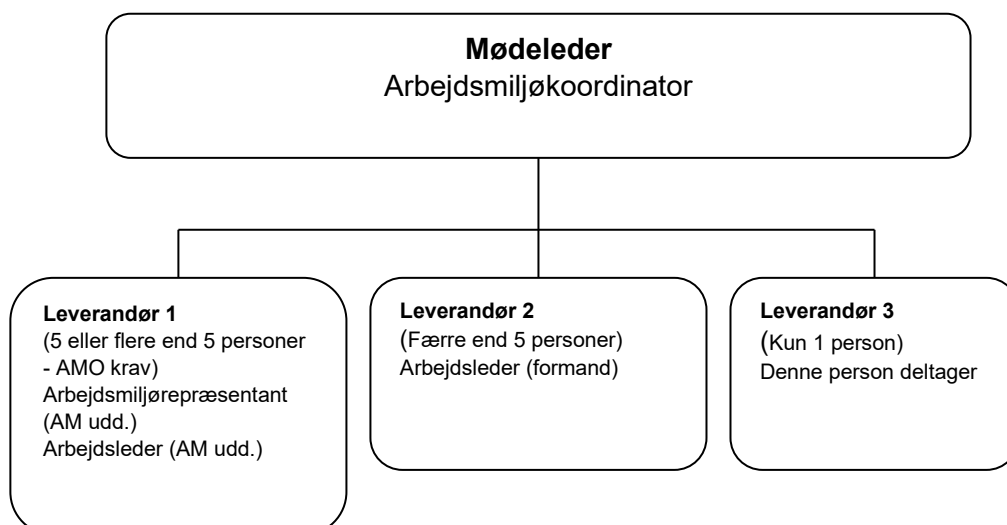 Mødeleder
Arbejdsmiljøkoordinator
Leverandør 1
(5 eller flere end 5 personer
- AMO krav)
Arbejdsmiljørepræsentant
(AM udd.)
Arbejdsleder (AM udd.)
Leverandør 2
(Færre end 5 personer)
Arbejdsleder (formand)
Leverandør 3
(Kun 1 person)
Denne person deltager